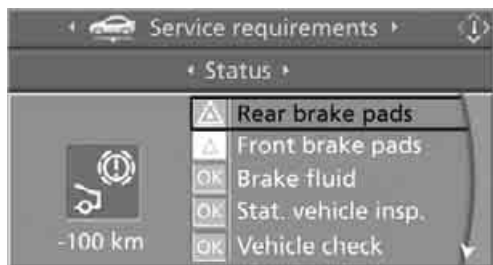 Service requirements
Status
Rear brake pads
Front brake pads
OK Brake fluid
OK Stat. vehicle insp.
OK Vehicle check
-100 km